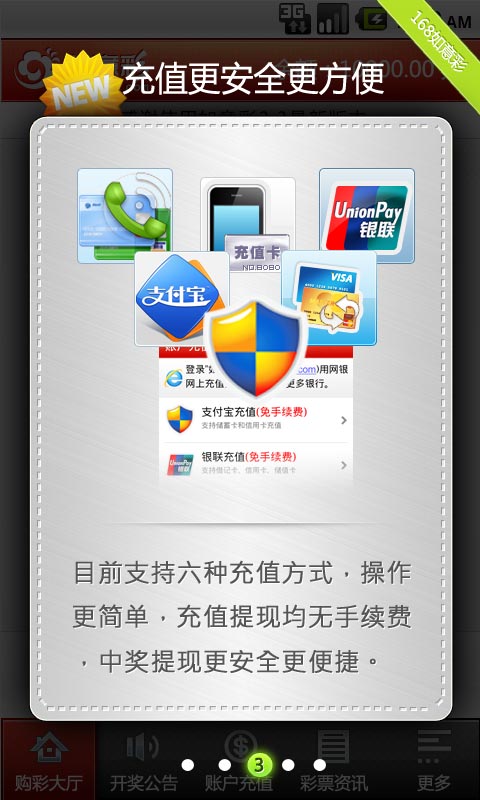 3G
AM
168如意彩
NEW
充值更安全更方便
UnionPay
银联
充值卡
NO.8080
支付宝
VISA
登录"如
.com)用网银
网上充值
更多银行。
支付宝充值(免手续费)
支持储蓄卡和信用卡充值
银联充值(免手续费)
支持借记卡、信用卡、储值卡
UnionPay
目前支持六种充值方式，操作
更简单，充值提现均无手续费
，中奖提现更安全更便捷。
3
购彩大厅
开奖公告
账户充值
彩票资讯
更多